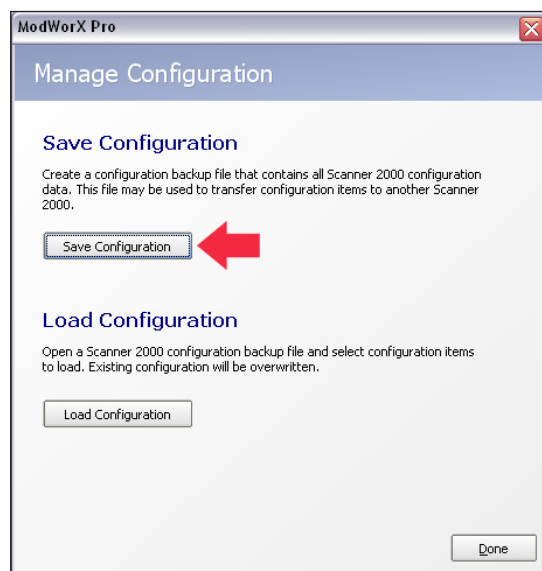 ModWorX Pro
Manage Configuration
Save Configuration
Create a configuration backup file that contains all Scanner 2000 configuration
data. This file may be used to transfer configuration items to another Scanner
2000.
Save Configuration
Load Configuration
Open a Scanner 2000 configuration backup file and select configuration items
to load. Existing configuration will be overwritten.
Load Configuration
Done